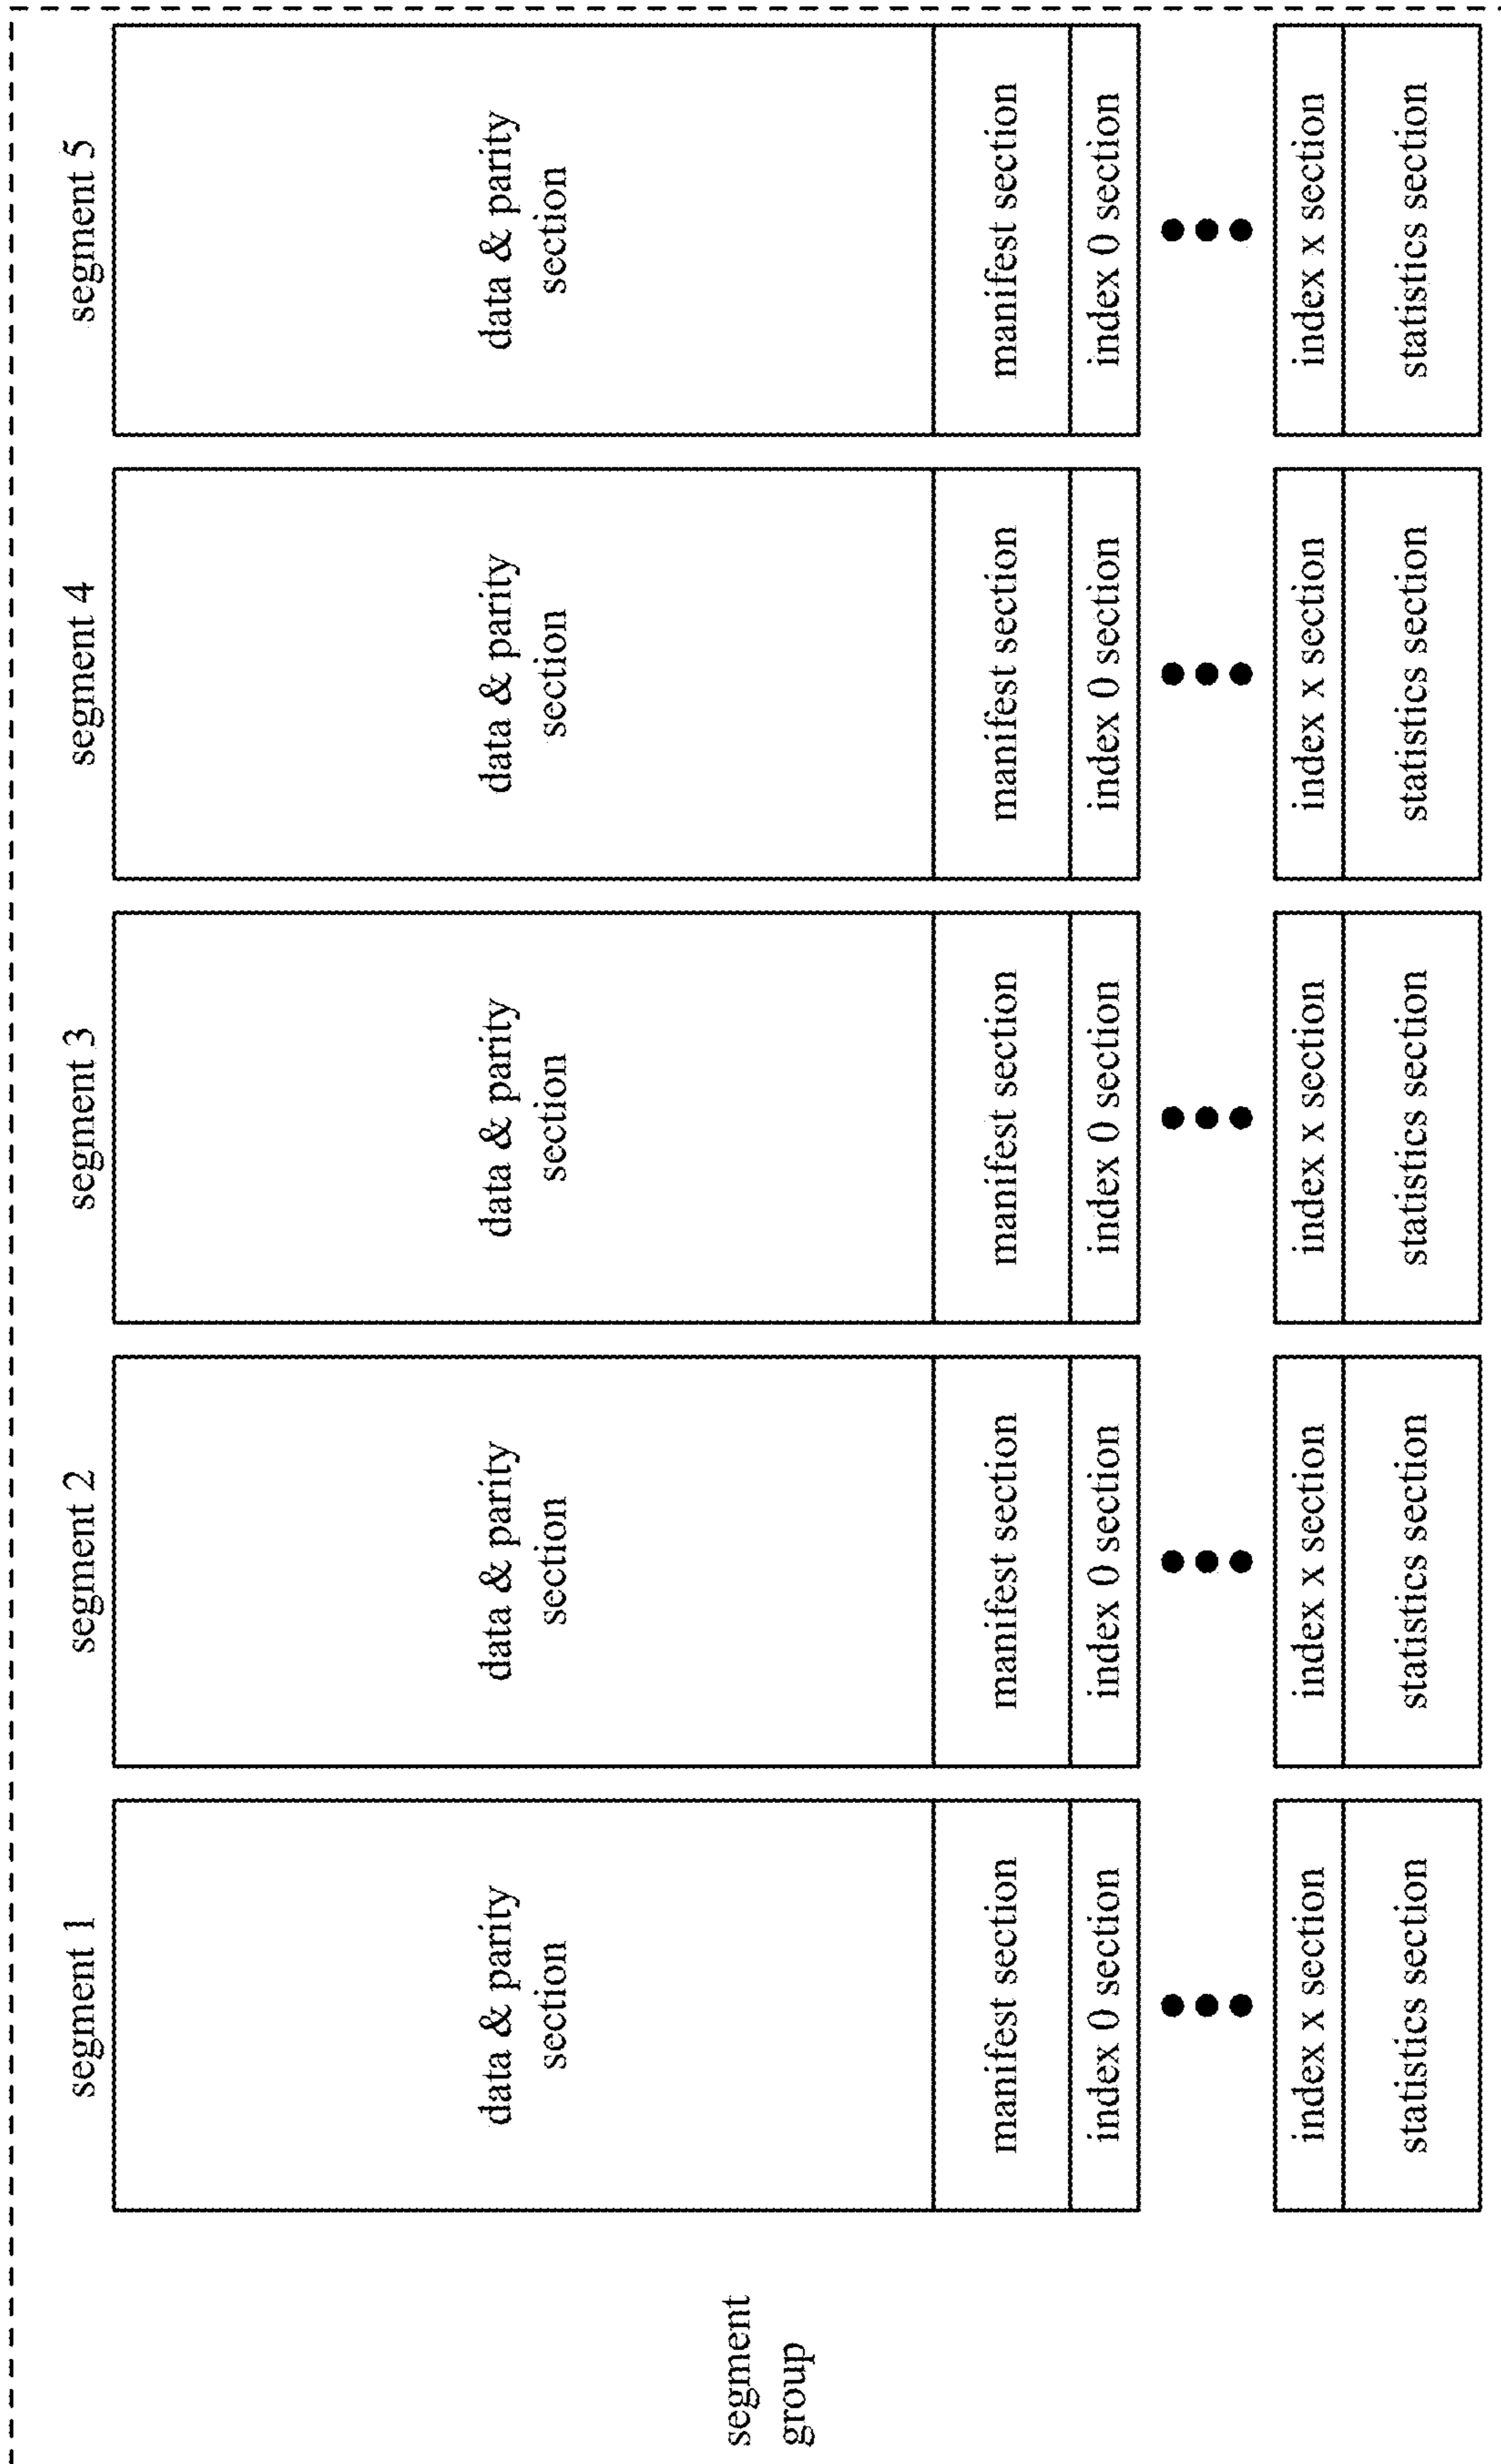 segment
group
segment 1
data & parity
section
manifest section
index 0 section
index x section
statistics section
segment 2
data & parity
section
manifest section
index 0 section
index x section
statistics section
segment 3
data & parity
section
manifest section
index 0 section
index x section
statistics section
segment 4
data & parity
section
manifest section
index 0 section
index x section
statistics section
segment 5
data & parity
section
manifest section
index 0 section
index x section
statistics section